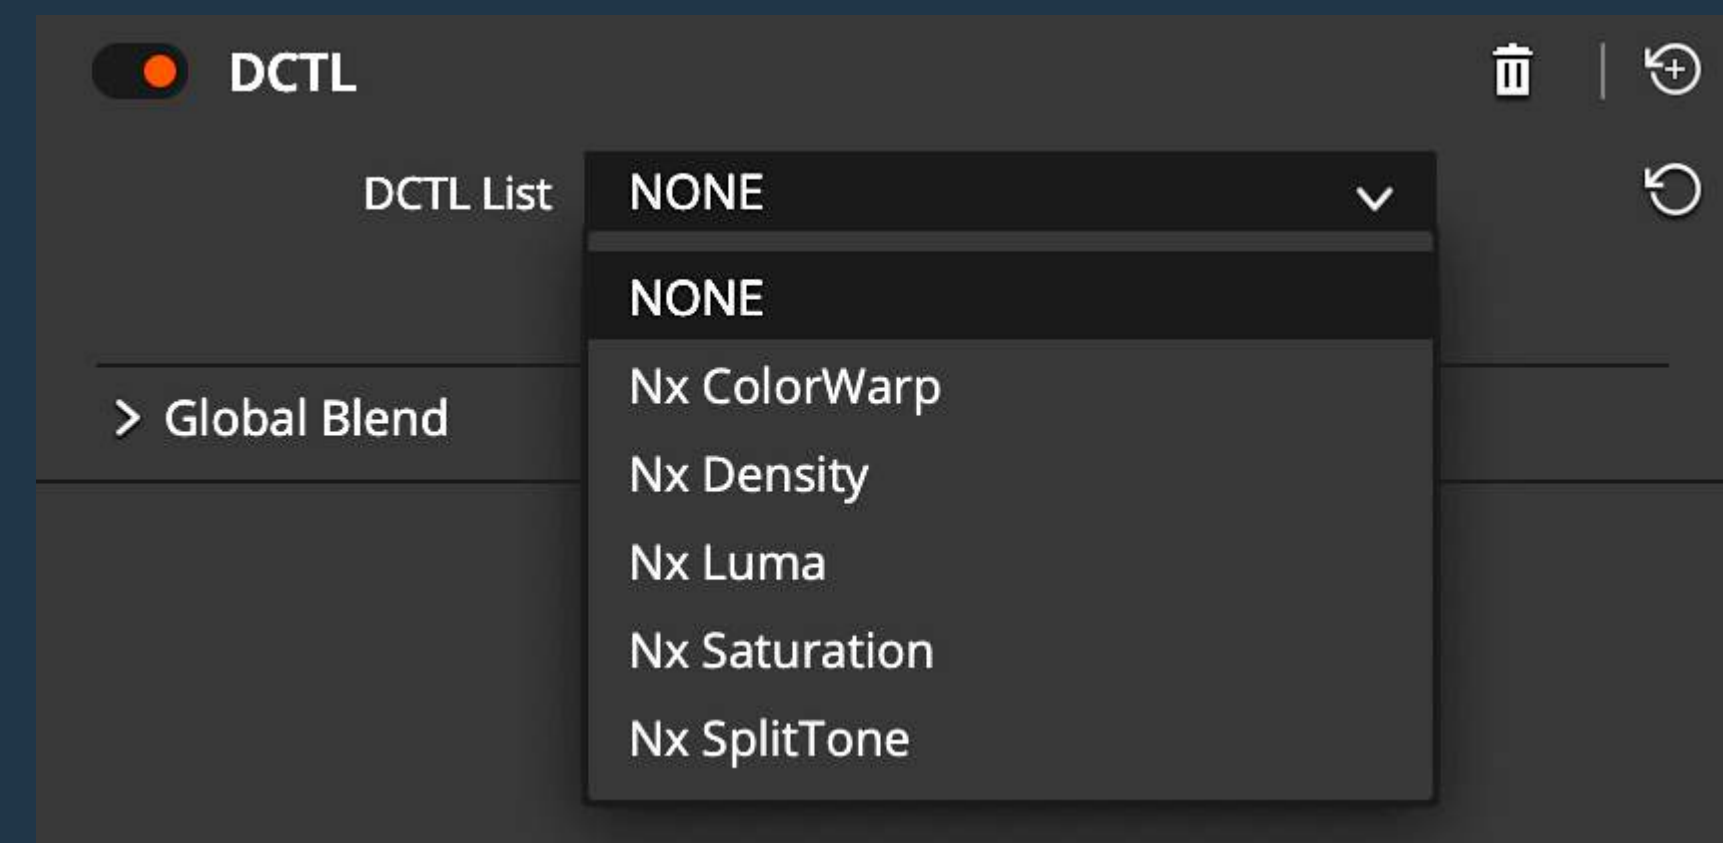 DCTL
DCTL List NONE
NONE
Nx ColorWarp
Global Blend
Nx Density
Nx Luma
Nx Saturation
Nx SplitTone